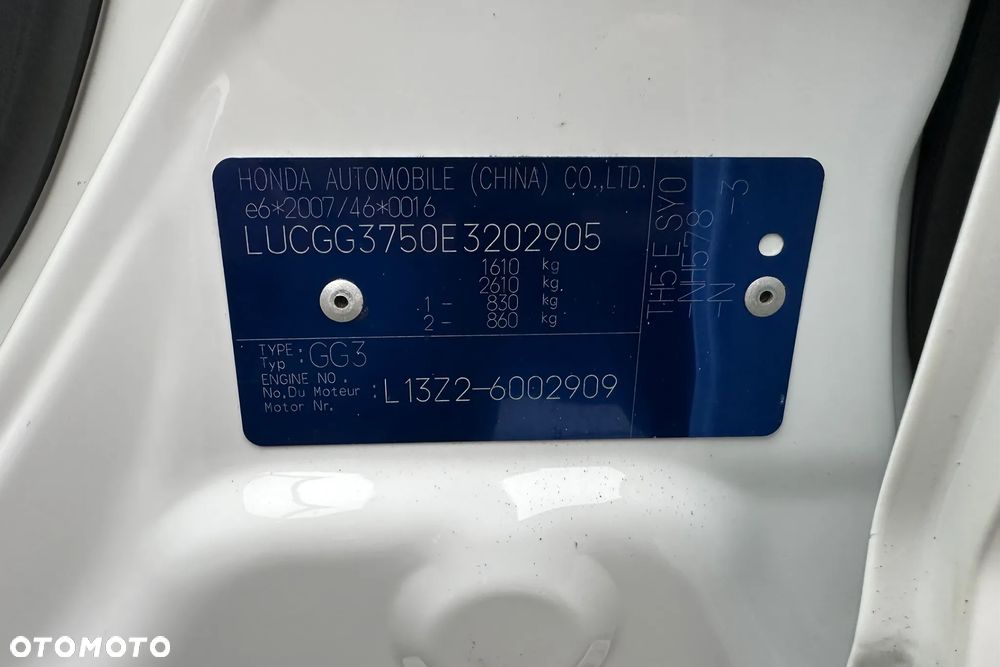 HONDA AUTOMOBILE (CHINA) CO.,LTD.
e6*2007/46*0016
LUCGG3750E3202905
1610 kg
2610 kg
1- 830 kg
2- 860 kg
TYPE:
Typ : GG3
ENGINE NO.
No.Du Moteur : L13Z2-6002909
Motor Nr.
TH5 E SYO
-NH578
-N -3
OTOMOTO